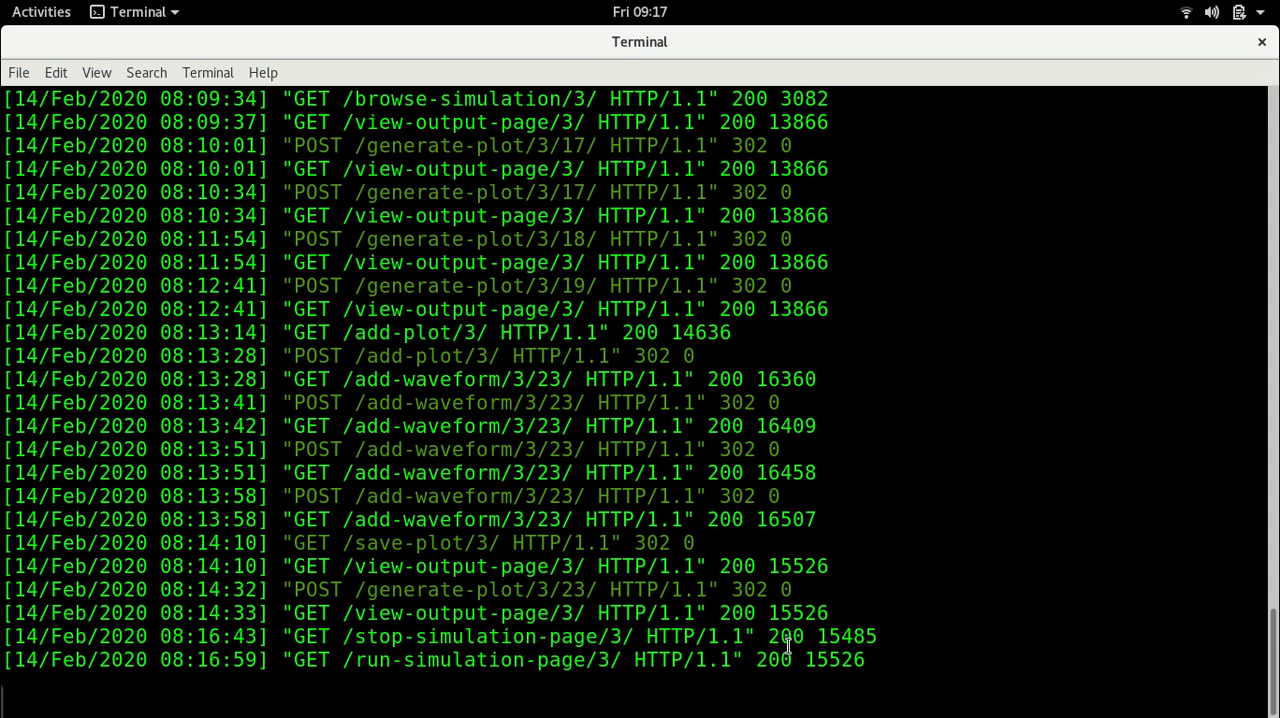 Activities Terminal Fri 09:17
Terminal ×
File Edit View Search Terminal Help
[14/Feb/2020 08:09:34] "GET /browse-simulation/3/ HTTP/1.1" 200 3082
[14/Feb/2020 08:09:37] "GET /view-output-page/3/ HTTP/1.1" 200 13866
[14/Feb/2020 08:10:01] "POST /generate-plot/3/17/ HTTP/1.1" 302 0
[14/Feb/2020 08:10:01] "GET /view-output-page/3/ HTTP/1.1" 200 13866
[14/Feb/2020 08:10:34] "POST /generate-plot/3/17/ HTTP/1.1" 302 0
[14/Feb/2020 08:10:34] "GET /view-output-page/3/ HTTP/1.1" 200 13866
[14/Feb/2020 08:11:54] "POST /generate-plot/3/18/ HTTP/1.1" 302 0
[14/Feb/2020 08:11:54] "GET /view-output-page/3/ HTTP/1.1" 200 13866
[14/Feb/2020 08:12:41] "POST /generate-plot/3/19/ HTTP/1.1" 302 0
[14/Feb/2020 08:12:41] "GET /view-output-page/3/ HTTP/1.1" 200 13866
[14/Feb/2020 08:13:14] "GET /add-plot/3/ HTTP/1.1" 200 14636
[14/Feb/2020 08:13:28] "POST /add-plot/3/ HTTP/1.1" 302 0
[14/Feb/2020 08:13:28] "GET /add-waveform/3/23/ HTTP/1.1" 200 16360
[14/Feb/2020 08:13:41] "POST /add-waveform/3/23/ HTTP/1.1" 302 0
[14/Feb/2020 08:13:42] "GET /add-waveform/3/23/ HTTP/1.1" 200 16409
[14/Feb/2020 08:13:51] "POST /add-waveform/3/23/ HTTP/1.1" 302 0
[14/Feb/2020 08:13:51] "GET /add-waveform/3/23/ HTTP/1.1" 200 16458
[14/Feb/2020 08:13:58] "POST /add-waveform/3/23/ HTTP/1.1" 302 0
[14/Feb/2020 08:13:58] "GET /add-waveform/3/23/ HTTP/1.1" 200 16507
[14/Feb/2020 08:14:10] "GET /save-plot/3/ HTTP/1.1" 302 0
[14/Feb/2020 08:14:10] "GET /view-output-page/3/ HTTP/1.1" 200 15526
[14/Feb/2020 08:14:32] "POST /generate-plot/3/23/ HTTP/1.1" 302 0
[14/Feb/2020 08:14:33] "GET /view-output-page/3/ HTTP/1.1" 200 15526
[14/Feb/2020 08:16:43] "GET /stop-simulation-page/3/ HTTP/1.1" 200 15485
[14/Feb/2020 08:16:59] "GET /run-simulation-page/3/ HTTP/1.1" 200 15526